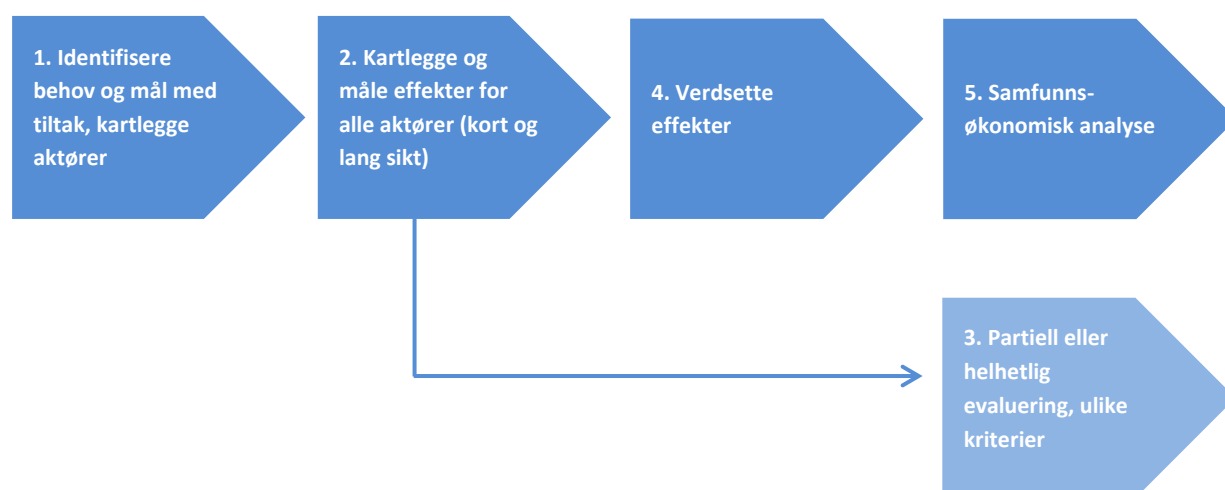 1. Identifisere
behov og mål med
tiltak, kartlegge
aktører
2. Kartlegge og
måle effekter for
alle aktører (kort og
lang sikt)
4. Verdsette
effekter
5. Samfunns-
økonomisk analyse
3. Partiell eller
helhetlig
evaluering, ulike
kriterier